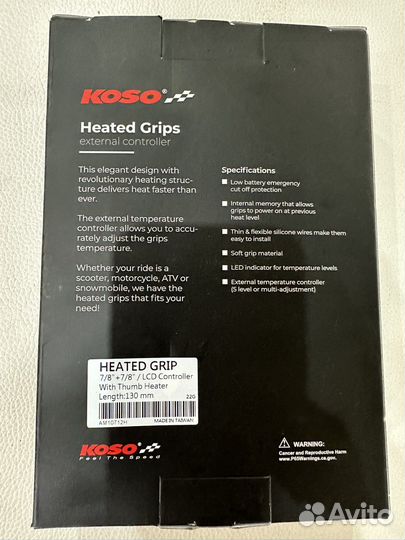 KOSO®
Heated Grips
external controller
This elegant design with
revolutionary heating struc-
ture delivers heat faster than
ever.
The external temperature
controller allows you to accu-
rately adjust the grips
temperature.
Whether your ride is a
scooter, motorcycle, ATV or
snowmobile, we have the
heated grips that fits your
need!
Specifications
Low battery emergency
cut off protection
Internal memory that allows
grips to power on at previous
heat level
Thin & flexible silicone wires make them
easy to install
Soft grip material
LED indicator for temperature levels
External temperature controller
(5 level or multi-adjustment)
HEATED GRIP
7/8"+7/8" / LCD Controller
With Thumb Heater
Length:130 mm
22G
AM10712H
MADE IN TAIWAN
KOSO®
Feel The Speed
WARNING:
Cancer and Reproductive Harm
www.P65Warnings.ca.gov.
Avito